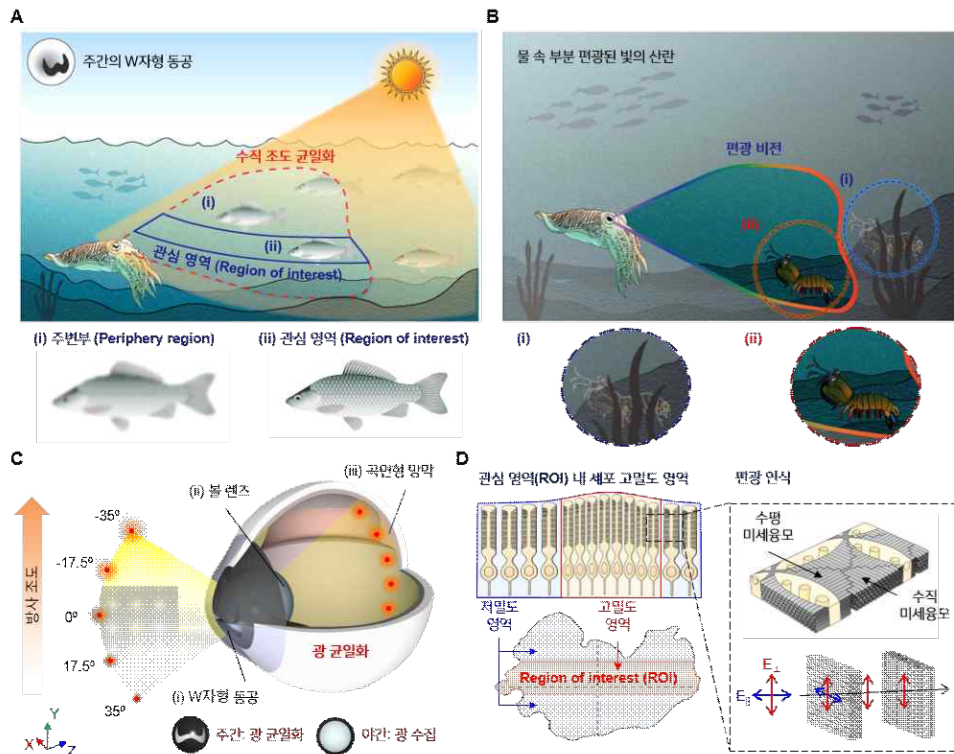 A
주간의 W자형 동공
수직 조도 균일화
(i)
(ii)
관심 영역 (Region of interest)
(i) 주변부 (Periphery region)
(ii) 관심 영역 (Region of interest)
B
물 속 부분 편광된 빛의 산란
편광 비전
(i)
(ii)
(i)
(ii)
C
방사 조도
-35º
-17.5º
0º
17.5º
35º
(ii) 볼 렌즈
(iii) 곡면형 망막
광 균일화
(i) W자형 동공
Y
X
Z
주간: 광 균일화
야간: 광 수집
D
관심 영역(ROI) 내 세포 고밀도 영역
편광 인식
저밀도
영역
고밀도
영역
Region of interest (ROI)
수평
미세융모
수직
미세융모
E⊥
E∥